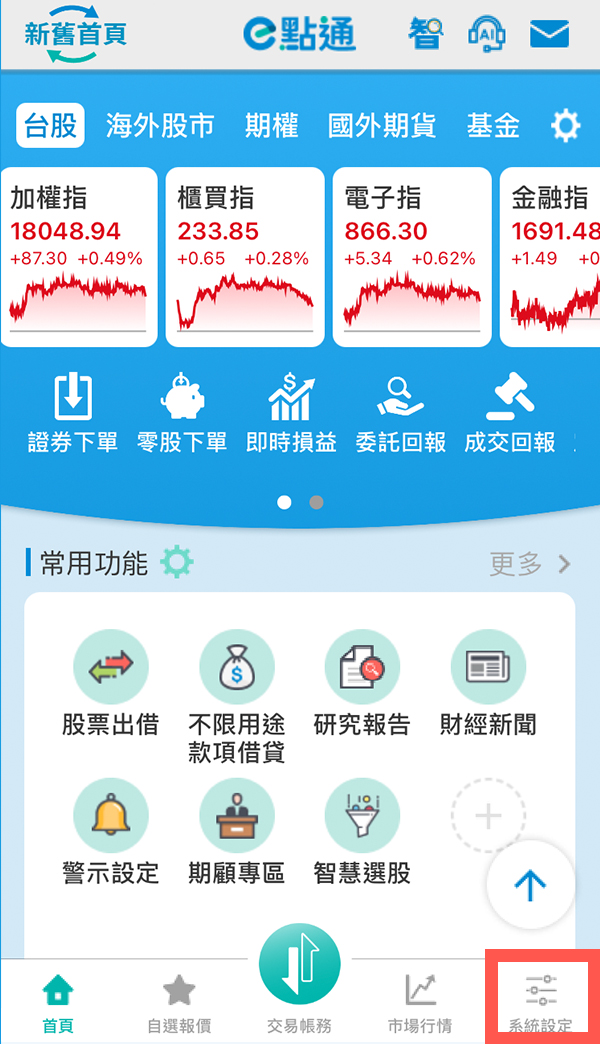 新舊首頁
e點通
智
AI
台股 海外股市 期權 國外期貨 基金
加權指 櫃買指 電子指 金融指
18048.94 233.85 866.30 1691.48
+87.30 +0.49% +0.65 +0.28% +5.34 +0.62% +1.49 +0
證券下單 零股下單 即時損益 委託回報 成交回報
常用功能 更多
股票出借 不限用途 研究報告 財經新聞
款項借貸
警示設定 期顧專區 智慧選股
首頁 自選報價 交易帳務 市場行情 系統設定